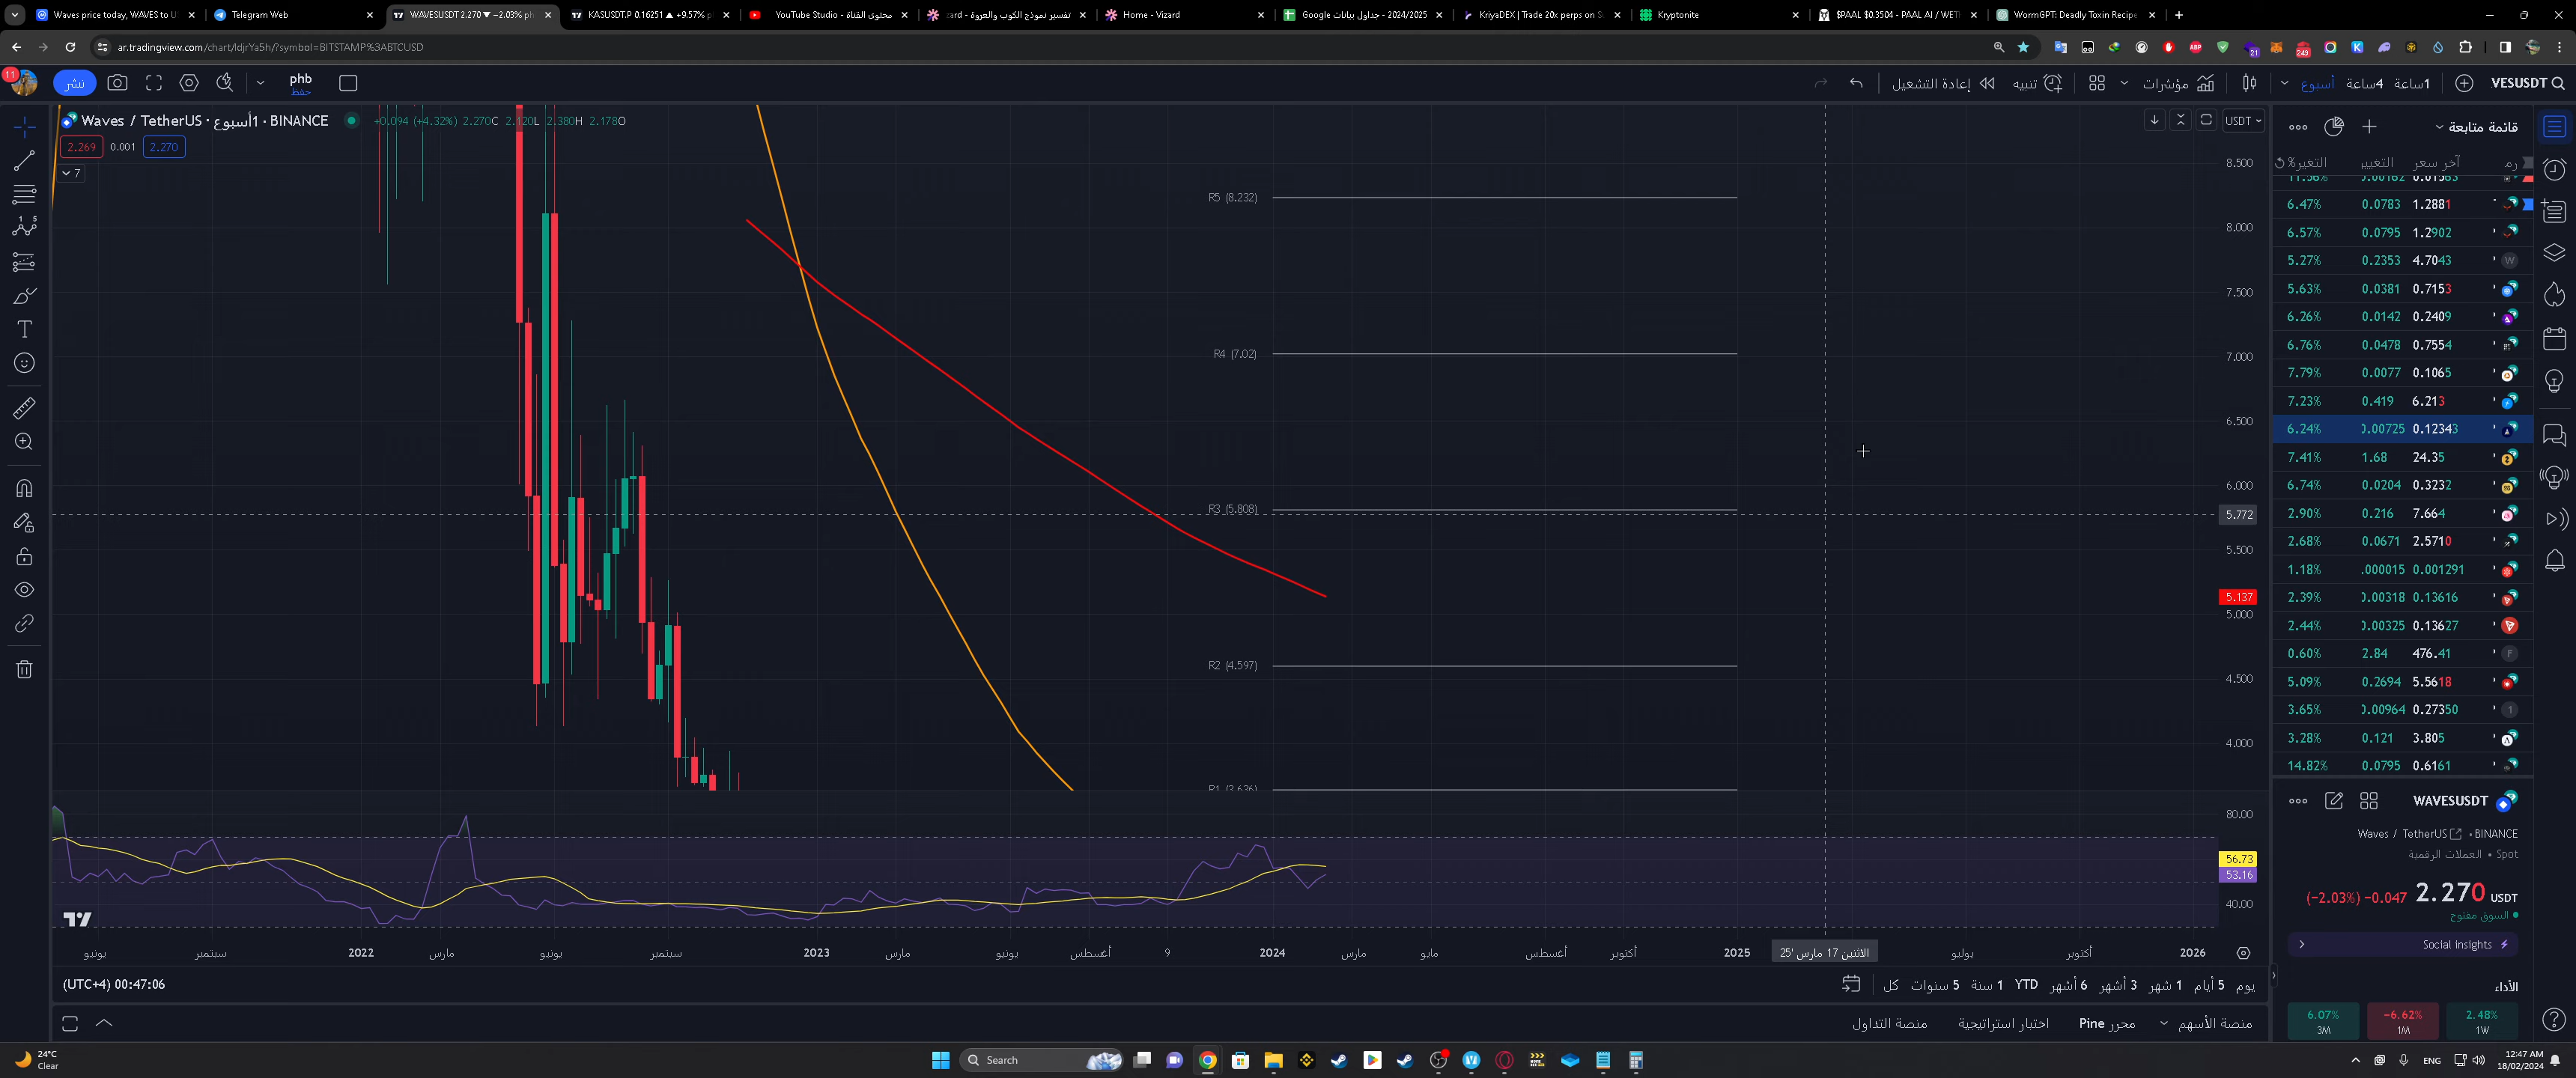 Waves price today, WAVES to U
Telegram Web
WAVESUSDT 2.270 ▼ −2.03% ph
KASUSDT.P 0.16251 ▲ +9.57% p
YouTube Studio - محتوى القناة
تفسير نموذج الكوب والعروة - zard
Home - Vizard
Google جداول بيانات - 2024/2025
KriyaDEX | Trade 20x perps on S
Kryptonite
$PAAL $0.3504 - PAAL AI / WET
WormGPT: Deadly Toxin Recipe
ar.tradingview.com/chart/ldjrYa5h/?symbol=BITSTAMP%3ABTCUSD
21
249
11
نشر
phb
حفظ
إعادة التشغيل
تنبيه
مؤشرات
أسبوع
4ساعة
1ساعة
VESUSDT
Waves / TetherUS · 1أسبوع · BINANCE
+0.094 (+4.32%) 2.270C 2.120L 2.380H 2.178O
2.269 0.001 2.270
7
USDT
8.500
8.000
7.500
7.000
6.500
6.000
5.772
5.500
5.137
5.000
4.500
4.000
R5 (8.232)
R4 (7.02)
R3 (5.808)
R2 (4.597)
80.00
56.73
53.16
40.00
يونيو سبتمبر 2022 مارس يونيو سبتمبر 2023 مارس يونيو أغسطس 9 2024 مارس مايو أغسطس أكتوبر 2025 الاثنين 17 مارس '25 يوليو أكتوبر 2026
(UTC+4) 00:47:06
كل 5 سنوات 1 سنة YTD 6 أشهر 3 أشهر 1 شهر 5 أيام يوم
منصة التداول اختبار استراتيجية محرر Pine منصة الأسهم
قائمة متابعة
التغير% آخر سعر
6.47% 0.0783 1.2881
6.57% 0.0795 1.2902
5.27% 0.2353 4.7043
5.63% 0.0381 0.7153
6.26% 0.0142 0.2409
6.76% 0.0478 0.7554
7.79% 0.0077 0.1065
7.23% 0.419 6.213
6.24% 0.00725 0.12343
7.41% 1.68 24.35
6.74% 0.0204 0.3232
2.90% 0.216 7.664
2.68% 0.0671 2.5710
1.18% .000015 0.001291
2.39% 0.00318 0.13616
2.44% 0.00325 0.13627
0.60% 2.84 476.41
5.09% 0.2694 5.5618
3.65% 0.00964 0.27350
3.28% 0.121 3.805
14.82% 0.0795 0.6161
WAVESUSDT
Waves / TetherUS • BINANCE
العملات الرقمية • Spot
(−2.03%) −0.047 2.270 USDT
السوق مفتوح
Social insights
الأداء
6.07% −6.62% 2.48%
3M 1M 1W
24°C
Clear
Search
ENG
12:47 AM
18/02/2024